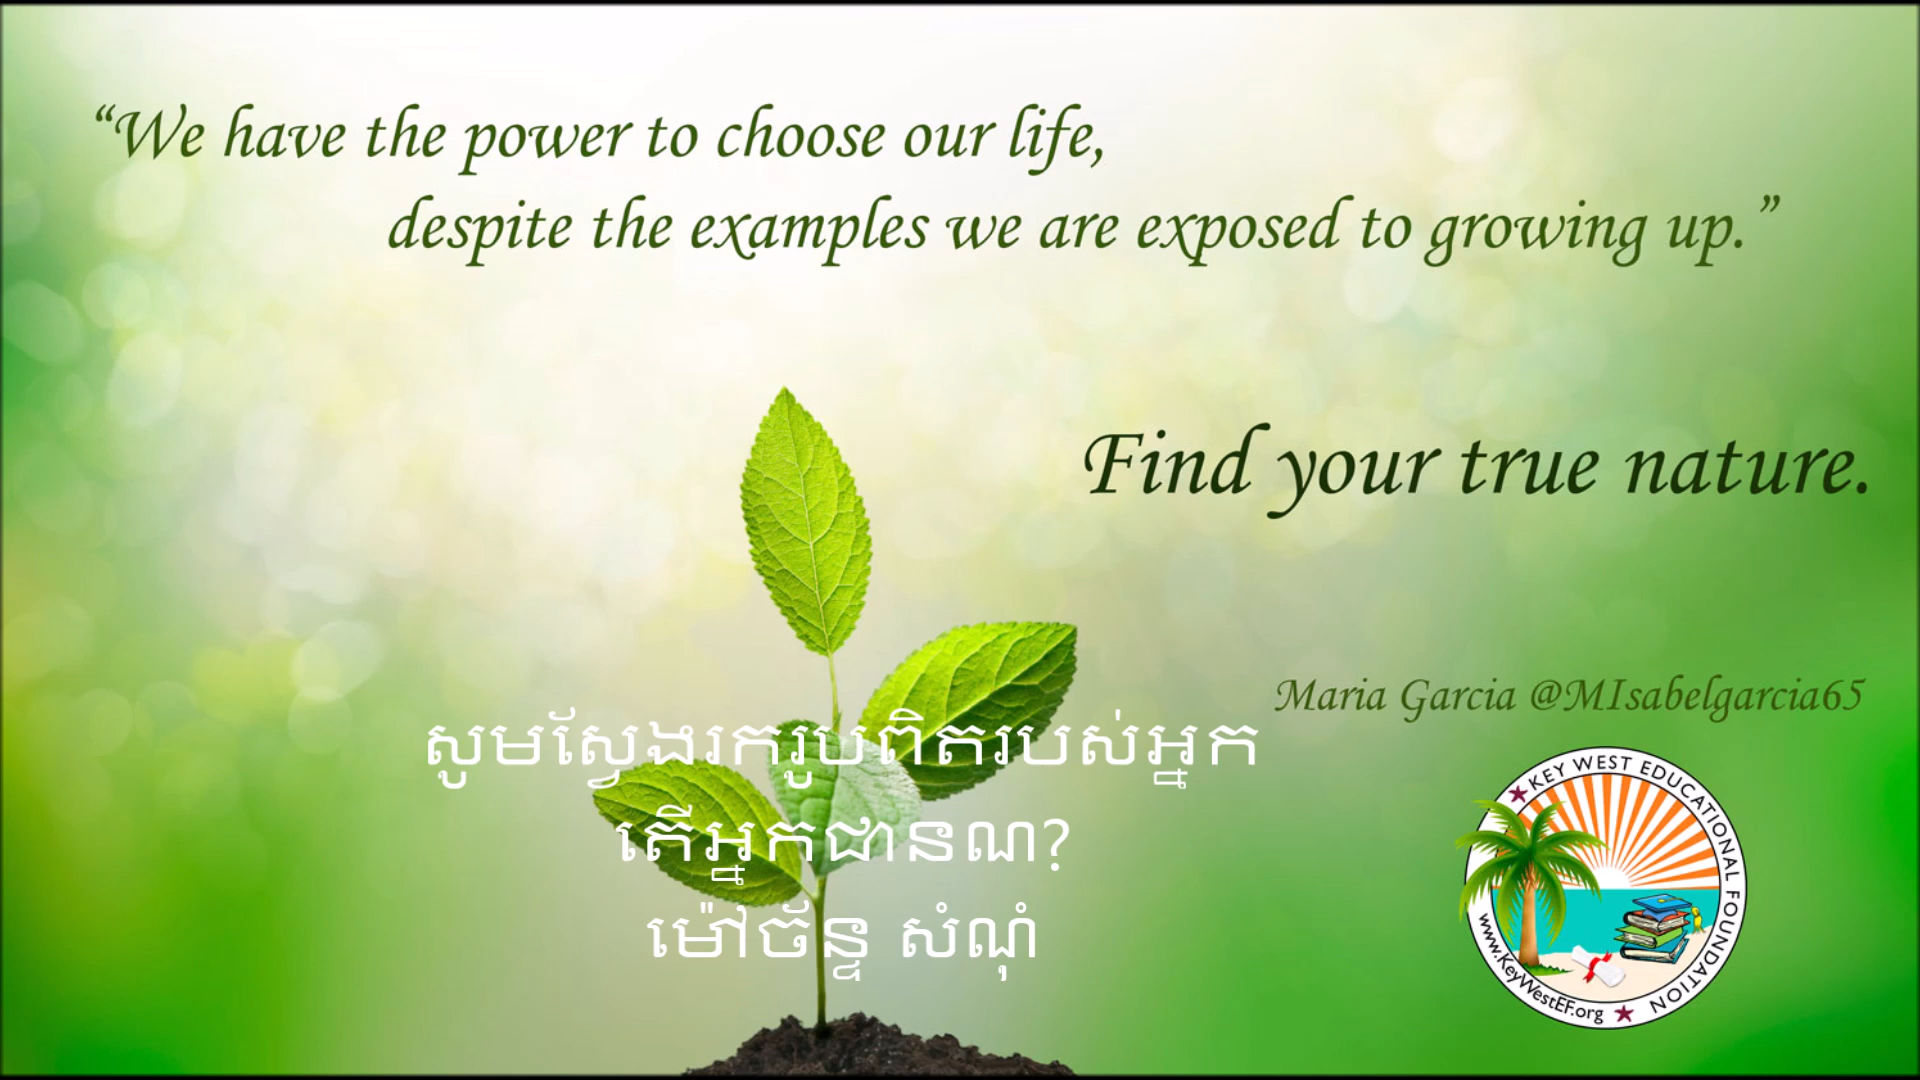 “We have the power to choose our life,
despite the examples we are exposed to growing up.”
Find your true nature.
Maria Garcia @MIsabelgarcia65
សូមស្វែងរករូបពិតរបស់អ្នក
តើអ្នកជានណា?
ម៉ៅច័ន្ទ សំណុំ
KEY WEST EDUCATIONAL FOUNDATION
www.KeyWestEF.org